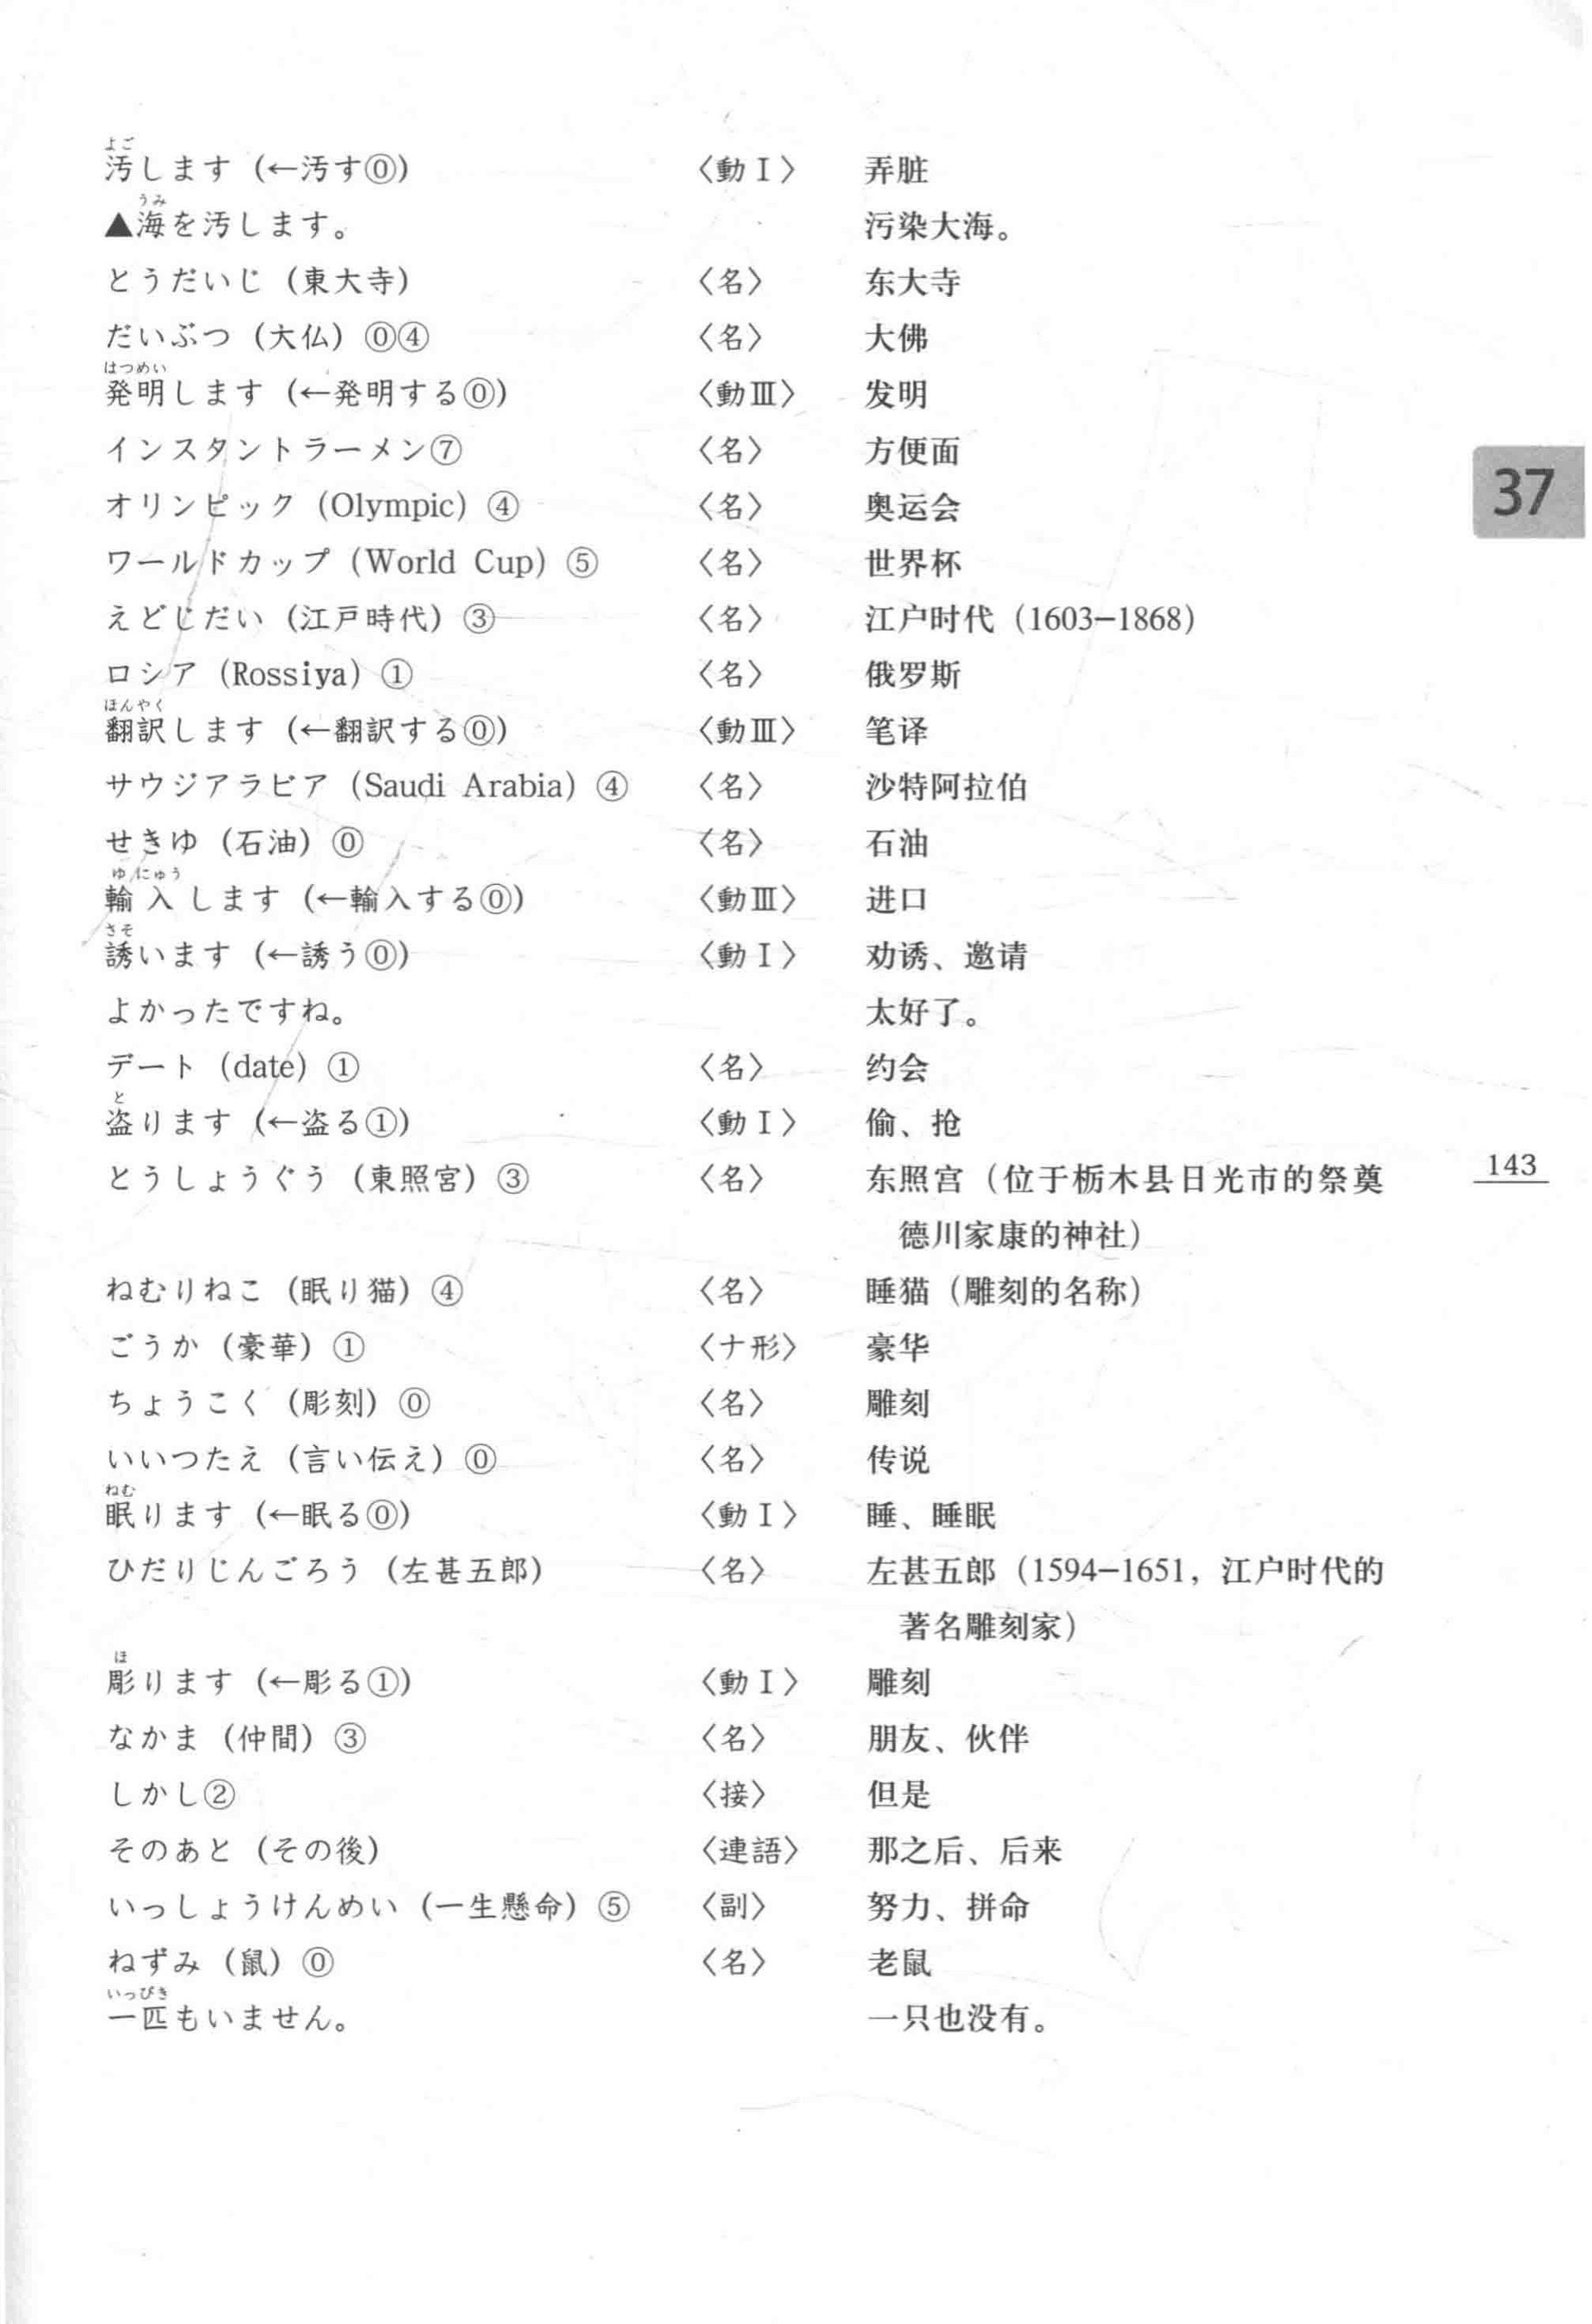 よご
汚します（←汚す⓪） 〈動Ⅰ〉 弄脏
うみ
▲海を汚します。 污染大海。
とうだいじ（東大寺） 〈名〉 东大寺
だいぶつ（大仏）⓪④ 〈名〉 大佛
はつめい
発明します（←発明する⓪） 〈動Ⅲ〉 发明
インスタントラーメン⑦ 〈名〉 方便面
オリンピック（Olympic）④ 〈名〉 奥运会
37
ワールドカップ（World Cup）⑤ 〈名〉 世界杯
えどじだい（江戸時代）③ 〈名〉 江户时代（1603—1868）
ロシア（Rossiya）① 〈名〉 俄罗斯
ほんやく
翻訳します（←翻訳する⓪） 〈動Ⅲ〉 笔译
サウジアラビア（Saudi Arabia）④ 〈名〉 沙特阿拉伯
せきゆ（石油）⓪ 〈名〉 石油
ゆにゅう
輸入します（←輸入する⓪） 〈動Ⅲ〉 进口
さそ
誘います（←誘う⓪） 〈動Ⅰ〉 劝诱、邀请
よかったですね。 太好了。
デート（date）① 〈名〉 约会
と
盗ります（←盗る①） 〈動Ⅰ〉 偷、抢
とうしょうぐう（東照宮）③ 〈名〉 东照宫（位于栃木县日光市的祭奠
143
德川家康的神社）
ねむりねこ（眠り猫）④ 〈名〉 睡猫（雕刻的名称）
ごうか（豪華）① 〈ナ形〉 豪华
ちょうこく（彫刻）⓪ 〈名〉 雕刻
いいつたえ（言い伝え）⓪ 〈名〉 传说
ねむ
眠ります（←眠る⓪） 〈動Ⅰ〉 睡、睡眠
ひだりじんごろう（左甚五郎） 〈名〉 左甚五郎（1594—1651，江户时代的
著名雕刻家）
ほ
彫ります（←彫る①） 〈動Ⅰ〉 雕刻
なかま（仲間）③ 〈名〉 朋友、伙伴
しかし② 〈接〉 但是
そのあと（その後） 〈連語〉 那之后、后来
いっしょうけんめい（一生懸命）⑤ 〈副〉 努力、拼命
ねずみ（鼠）⓪ 〈名〉 老鼠
いっぴき
一匹もいません。 一只也没有。